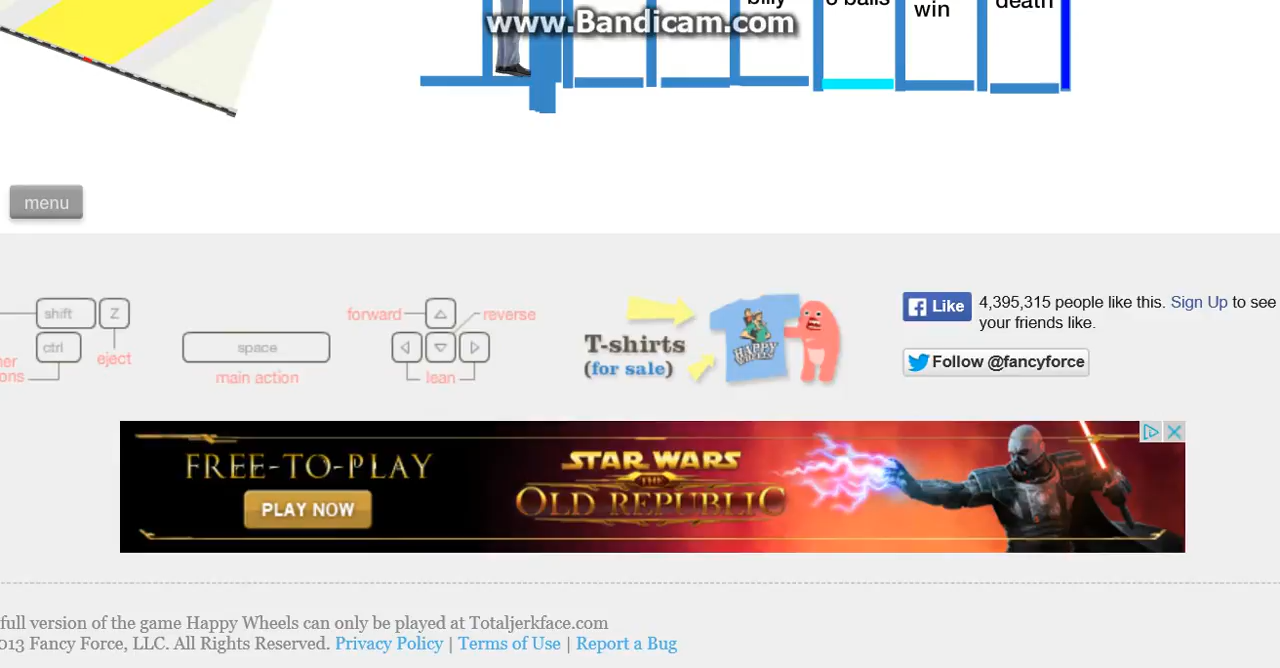 www.Bandicam.com
win
death
menu
shift
Z
ctrl
eject
space
main action
forward
reverse
lean
T-shirts
(for sale)
HAPPY
WHEELS
Like
4,395,315 people like this. Sign Up to see
your friends like.
Follow @fancyforce
FREE-TO-PLAY
PLAY NOW
STAR WARS
THE
OLD REPUBLIC
full version of the game Happy Wheels can only be played at Totaljerkface.com
013 Fancy Force, LLC. All Rights Reserved. Privacy Policy | Terms of Use | Report a Bug